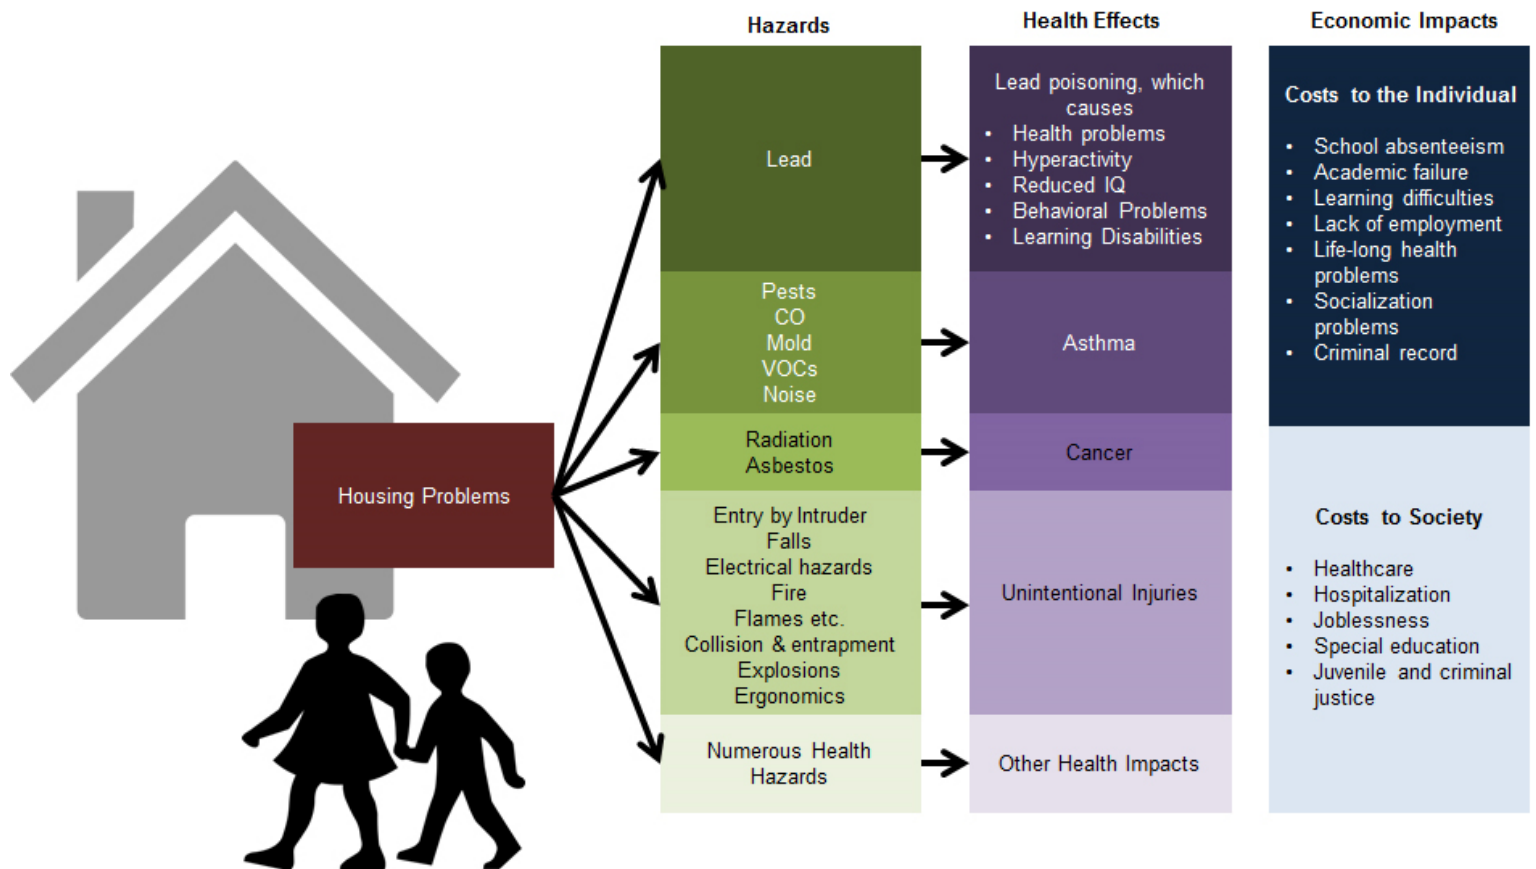 Hazards
Health Effects
Economic Impacts
Housing Problems
Lead
Lead poisoning, which
causes
• Health problems
• Hyperactivity
• Reduced IQ
• Behavioral Problems
• Learning Disabilities
Pests
CO
Mold
VOCs
Noise
Asthma
Radiation
Asbestos
Cancer
Entry by Intruder
Falls
Electrical hazards
Fire
Flames etc.
Collision & entrapment
Explosions
Ergonomics
Unintentional Injuries
Numerous Health
Hazards
Other Health Impacts
Costs to the Individual
• School absenteeism
• Academic failure
• Learning difficulties
• Lack of employment
• Life-long health
problems
• Socialization
problems
• Criminal record
Costs to Society
• Healthcare
• Hospitalization
• Joblessness
• Special education
• Juvenile and criminal
justice